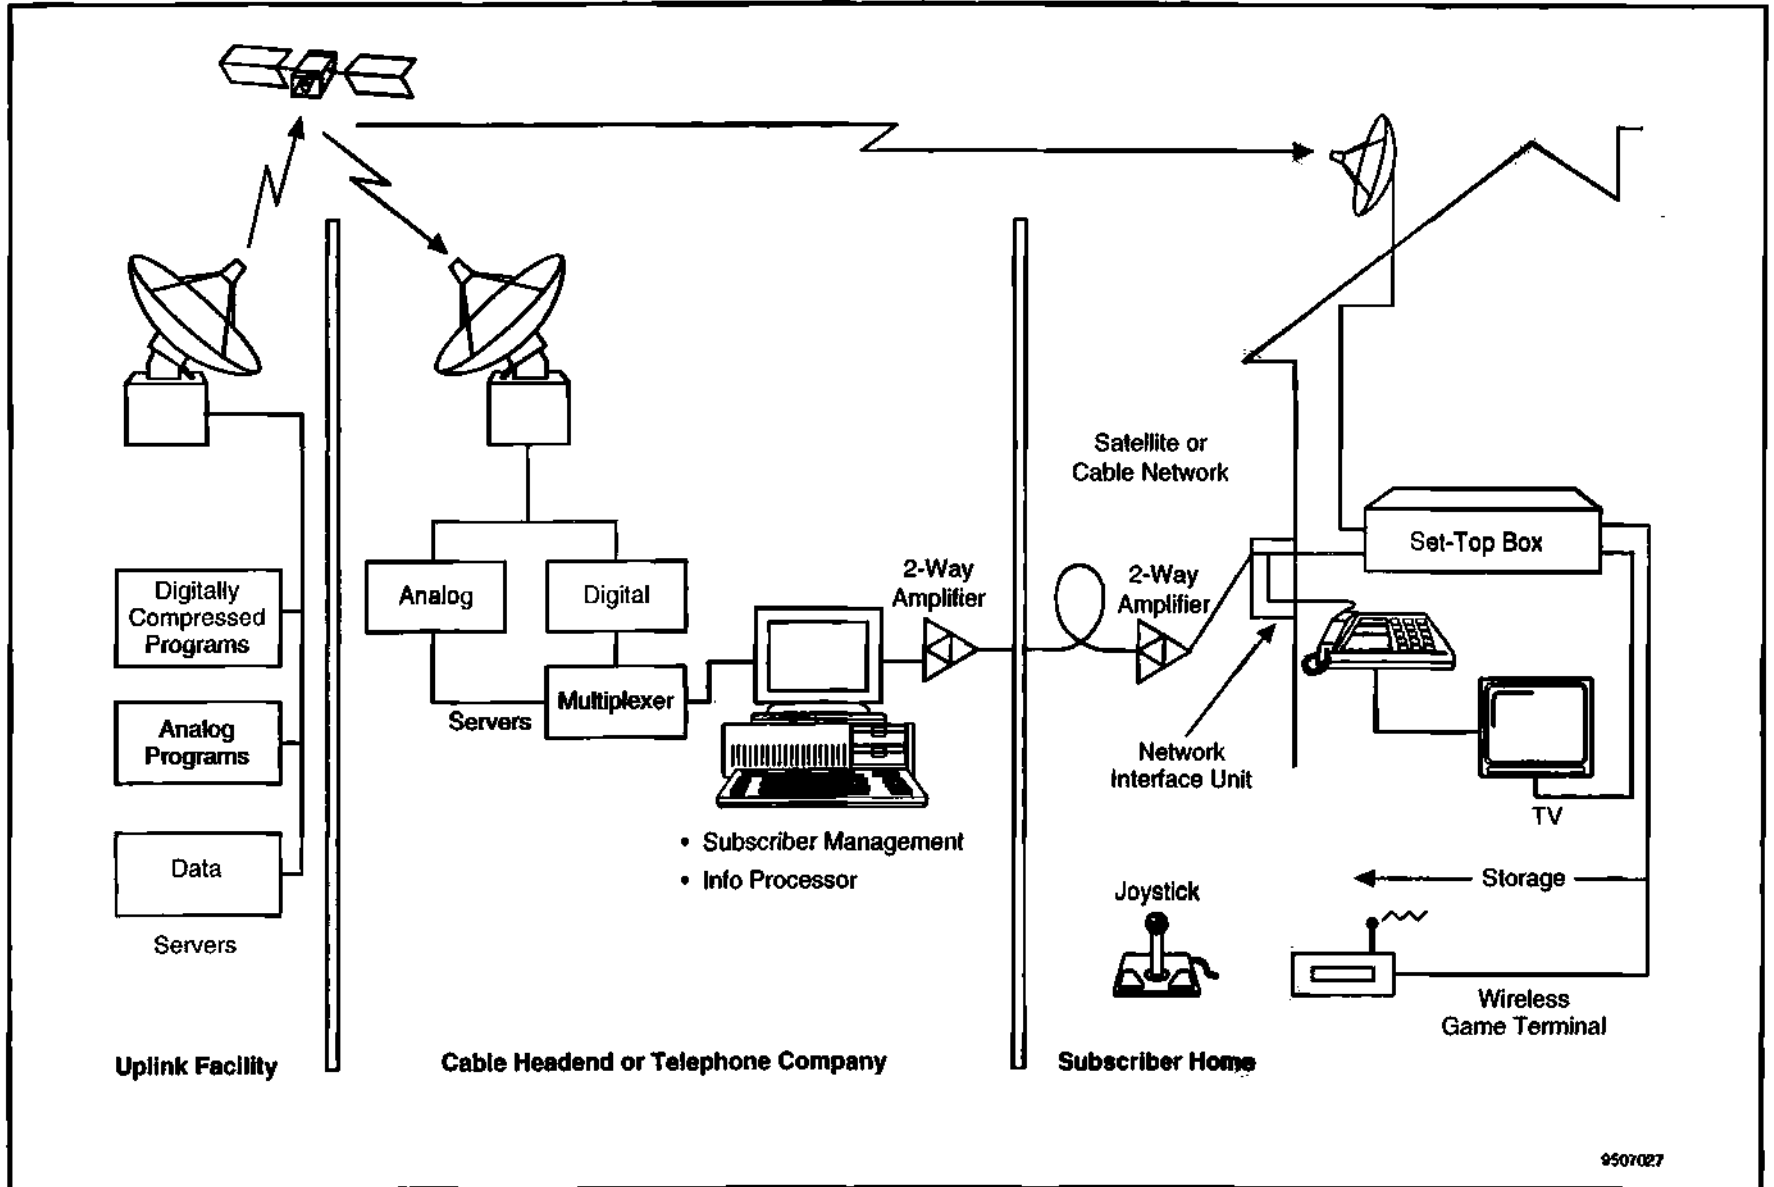 Satellite or
Cable Network
Set-Top Box
Digitally
Compressed
Programs
Analog
Digital
2-Way
Amplifier
2-Way
Amplifier
Multiplexer
Servers
Analog
Programs
Network
Interface Unit
TV
Data
Servers
• Subscriber Management
• Info Processor
Storage
Joystick
Wireless
Game Terminal
Uplink Facility
Cable Headend or Telephone Company
Subscriber Home
9507027